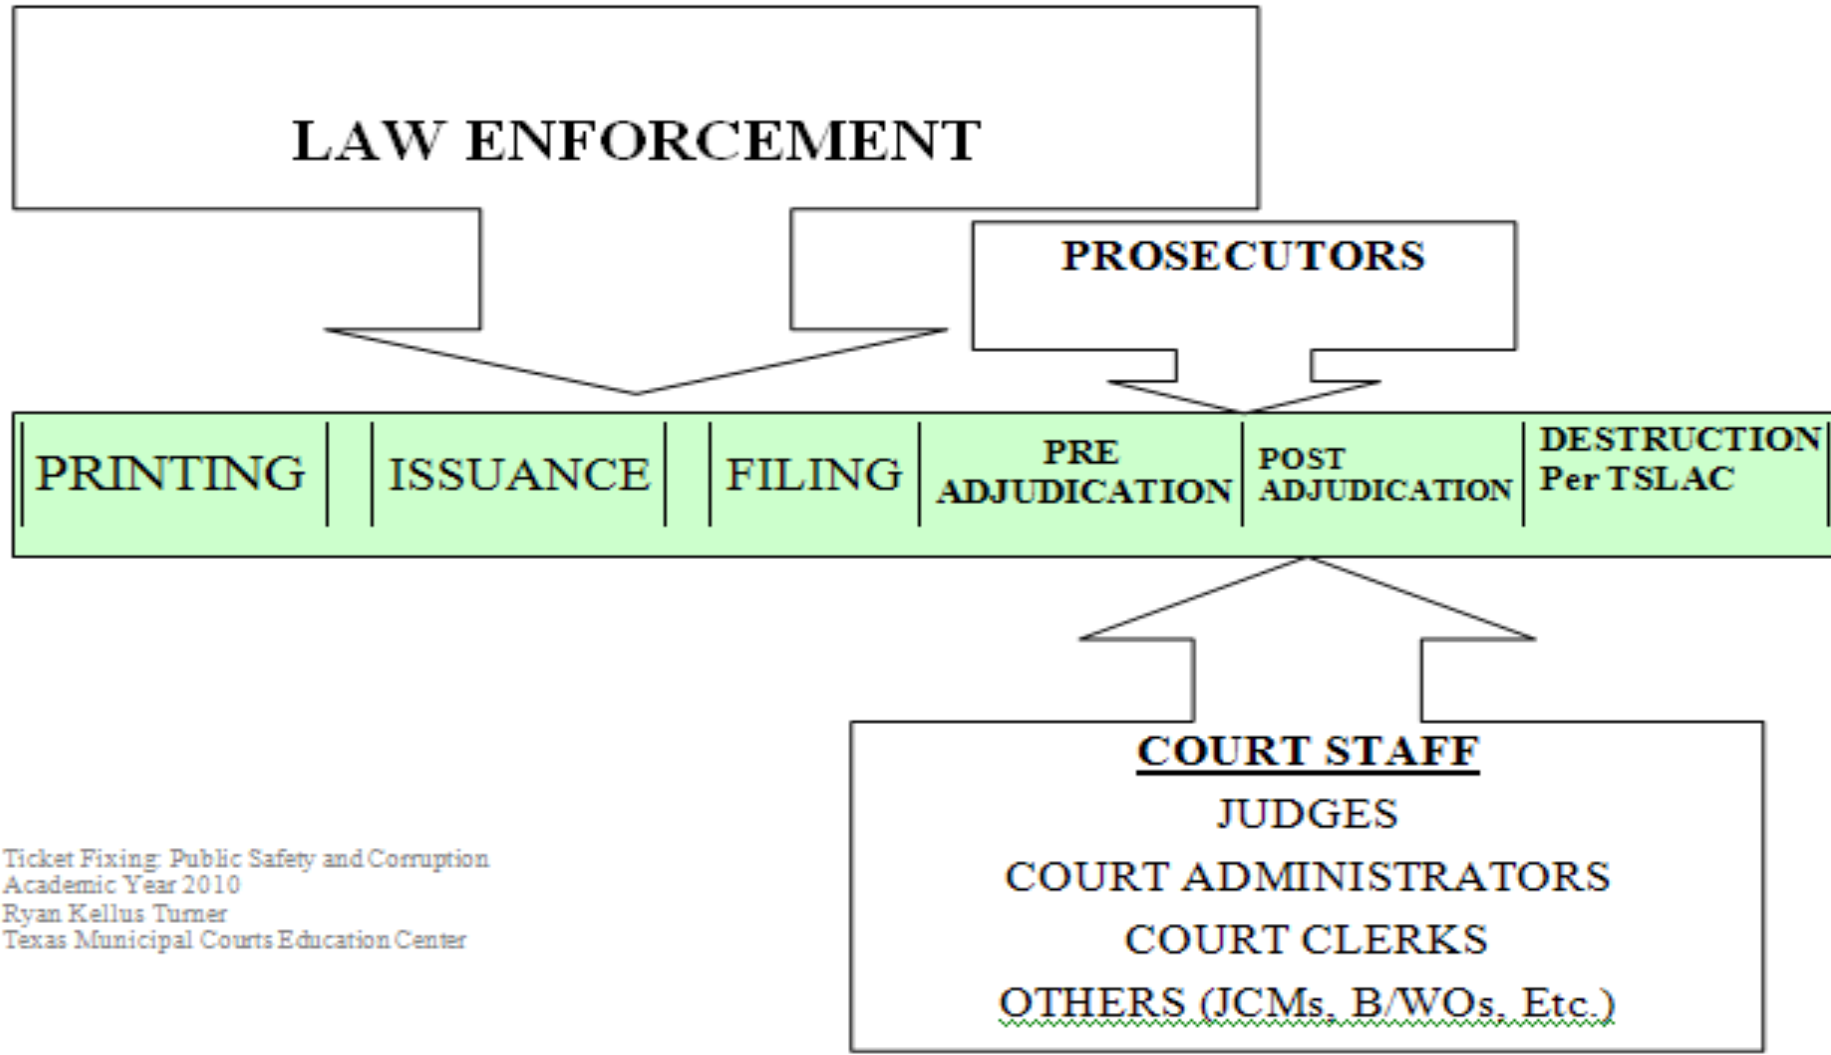 LAW ENFORCEMENT
PROSECUTORS
PRINTING
ISSUANCE
FILING
PRE
ADJUDICATION
POST
ADJUDICATION
DESTRUCTION
Per TSLAC
COURT STAFF
JUDGES
COURT ADMINISTRATORS
COURT CLERKS
OTHERS (JCMs, B/WOs, Etc.)
Ticket Fixing: Public Safety and Corruption
Academic Year 2010
Ryan Kellus Turner
Texas Municipal Courts Education Center